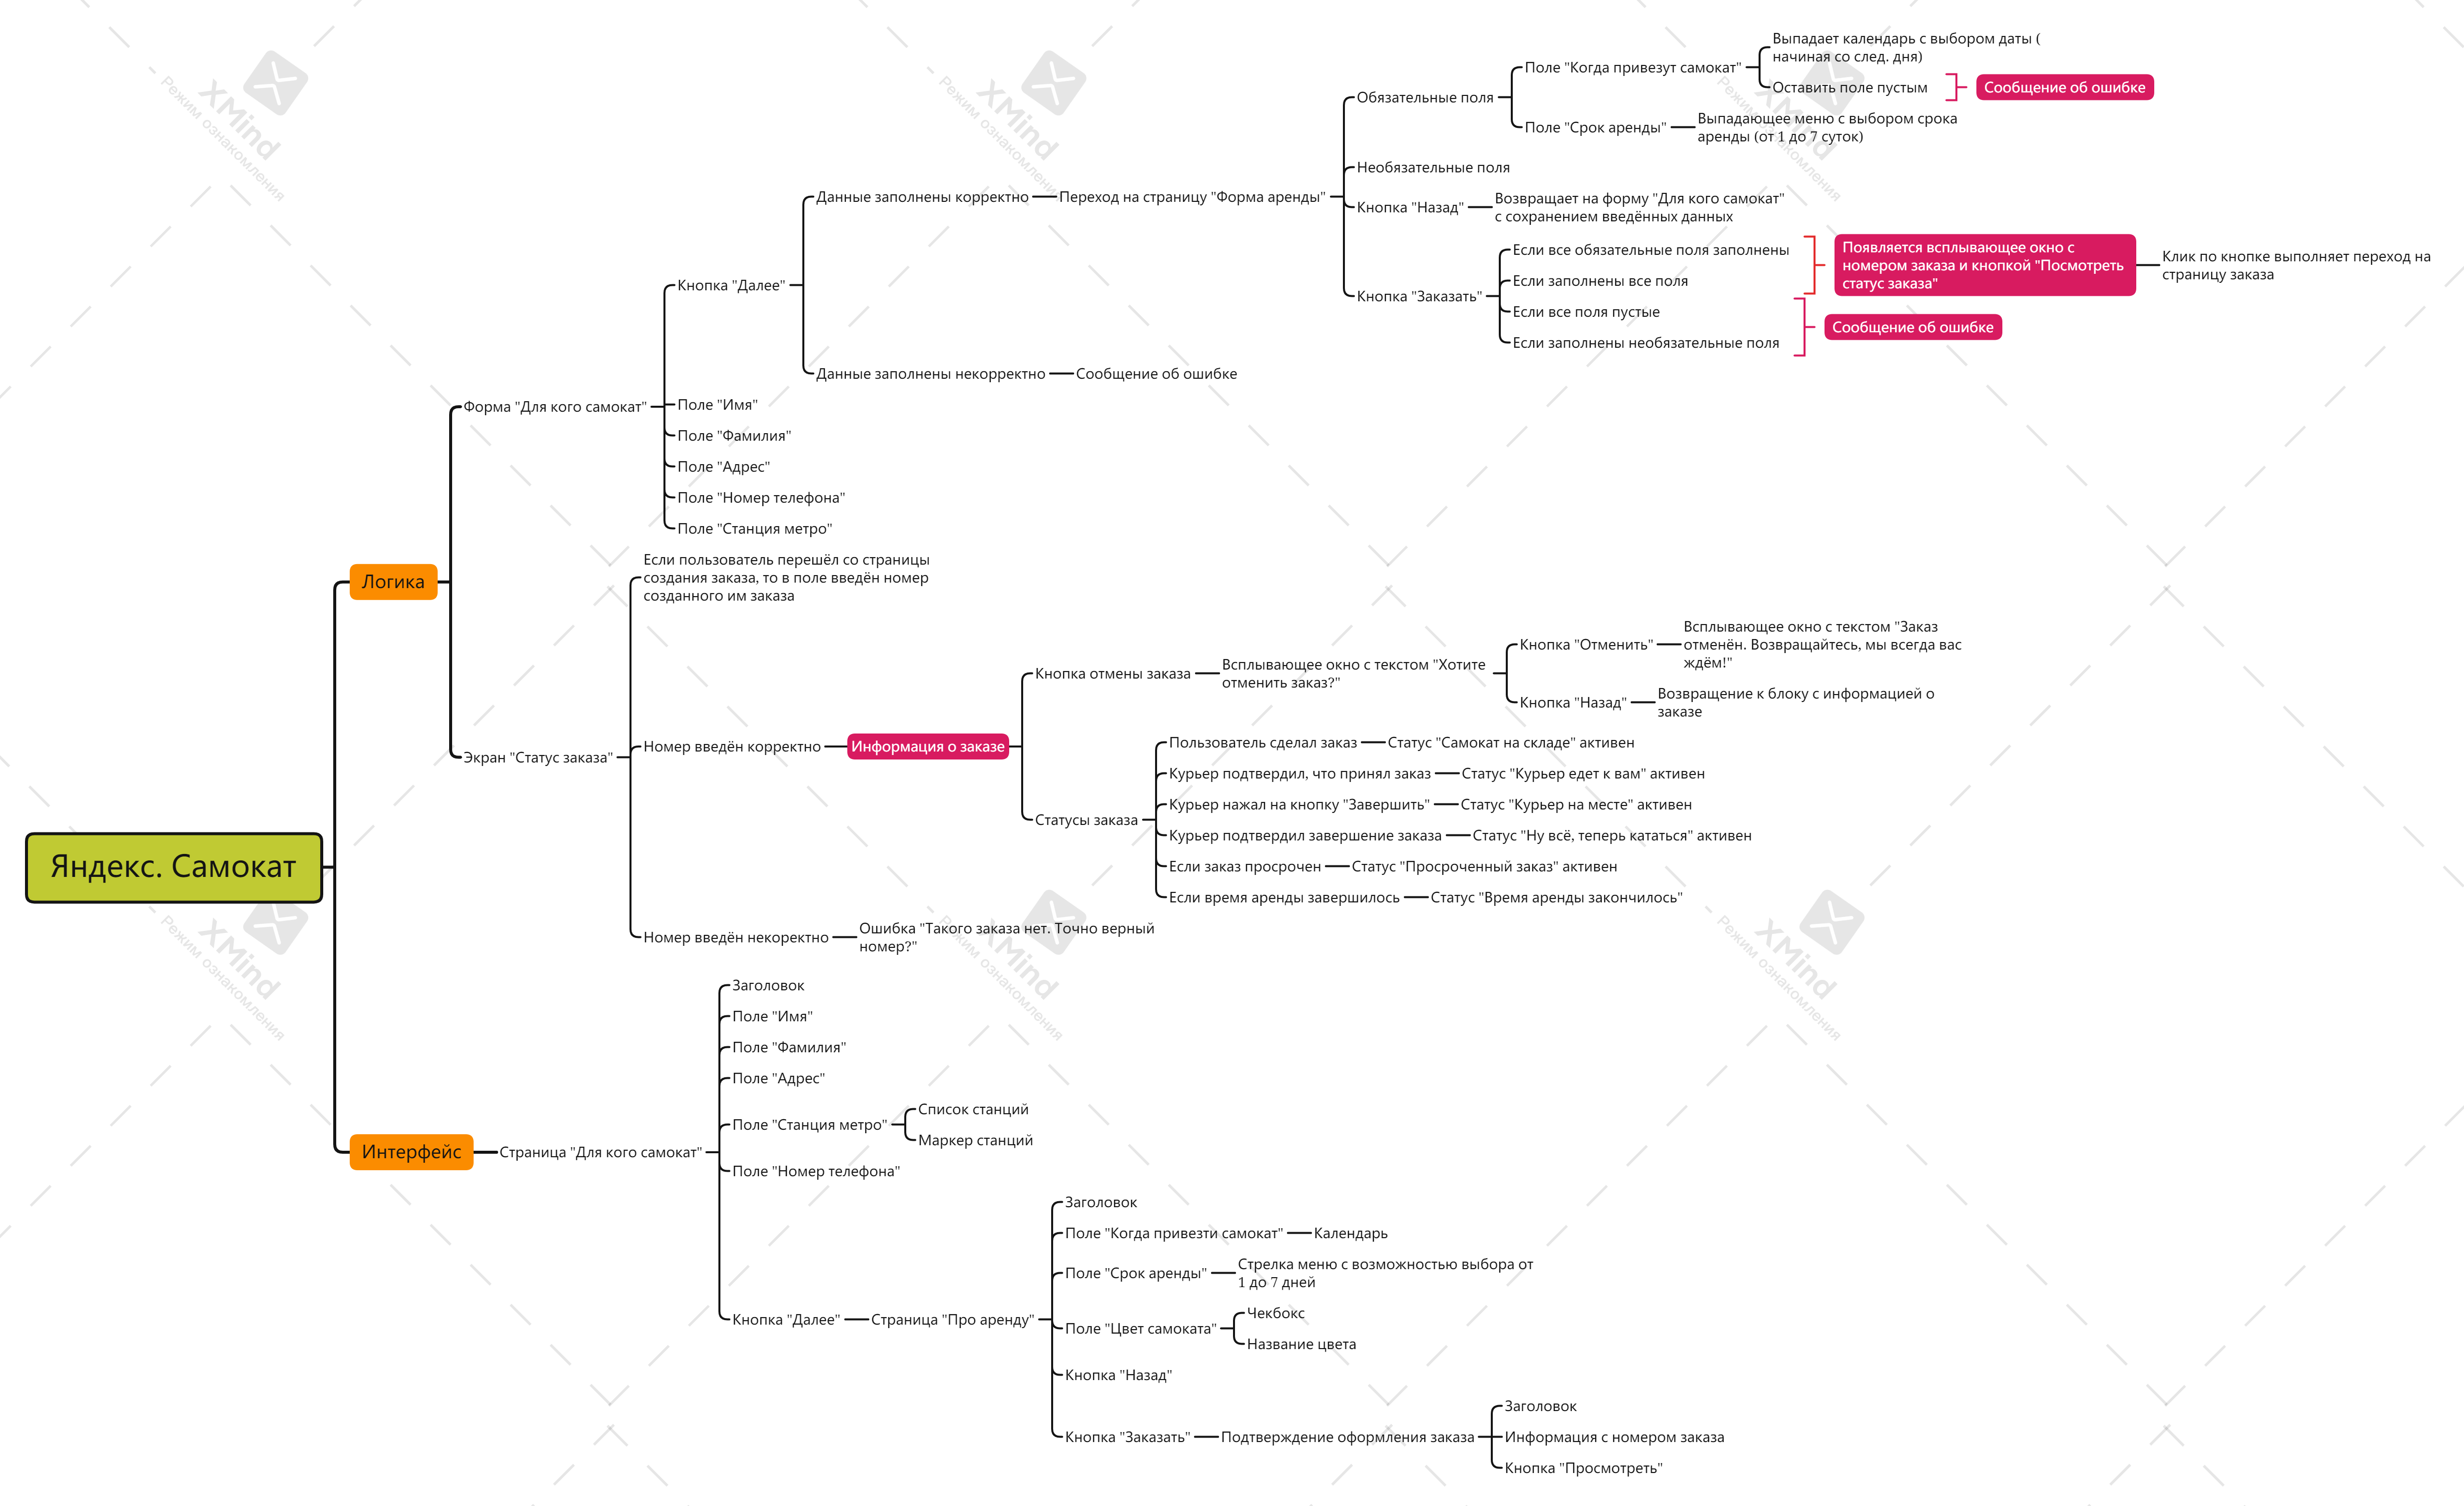 Яндекс. Самокат
Логика
Форма "Для кого самокат"
Кнопка "Далее"
Данные заполнены корректно
Переход на страницу "Форма аренды"
Обязательные поля
Поле "Когда привезут самокат"
Выпадает календарь с выбором даты (
начиная со след. дня)
Оставить поле пустым
Сообщение об ошибке
Поле "Срок аренды"
Выпадающее меню с выбором срока
аренды (от 1 до 7 суток)
Необязательные поля
Кнопка "Назад"
Возвращает на форму "Для кого самокат"
с сохранением введённых данных
Кнопка "Заказать"
Если все обязательные поля заполнены
Если заполнены все поля
Появляется всплывающее окно с
номером заказа и кнопкой "Посмотреть
статус заказа"
Клик по кнопке выполняет переход на
страницу заказа
Если все поля пустые
Если заполнены необязательные поля
Сообщение об ошибке
Данные заполнены некорректно
Сообщение об ошибке
Поле "Имя"
Поле "Фамилия"
Поле "Адрес"
Поле "Номер телефона"
Поле "Станция метро"
Экран "Статус заказа"
Если пользователь перешёл со страницы
создания заказа, то в поле введён номер
созданного им заказа
Номер введён корректно
Информация о заказе
Кнопка отмены заказа
Всплывающее окно с текстом "Хотите
отменить заказ?"
Кнопка "Отменить"
Всплывающее окно с текстом "Заказ
отменён. Возвращайтесь, мы всегда вас
ждём!"
Кнопка "Назад"
Возвращение к блоку с информацией о
заказе
Статусы заказа
Пользователь сделал заказ
Статус "Самокат на складе" активен
Курьер подтвердил, что принял заказ
Статус "Курьер едет к вам" активен
Курьер нажал на кнопку "Завершить"
Статус "Курьер на месте" активен
Курьер подтвердил завершение заказа
Статус "Ну всё, теперь кататься" активен
Если заказ просрочен
Статус "Просроченный заказ" активен
Если время аренды завершилось
Статус "Время аренды закончилось"
Номер введён некоректно
Ошибка "Такого заказа нет. Точно верный
номер?"
Интерфейс
Страница "Для кого самокат"
Заголовок
Поле "Имя"
Поле "Фамилия"
Поле "Адрес"
Поле "Станция метро"
Список станций
Маркер станций
Поле "Номер телефона"
Кнопка "Далее"
Страница "Про аренду"
Заголовок
Поле "Когда привезти самокат"
Календарь
Поле "Срок аренды"
Стрелка меню с возможностью выбора от
1 до 7 дней
Поле "Цвет самоката"
Чекбокс
Название цвета
Кнопка "Назад"
Кнопка "Заказать"
Подтверждение оформления заказа
Заголовок
Информация с номером заказа
Кнопка "Просмотреть"
XMind
Режим ознакомления
XMind
Режим ознакомления
XMind
Режим ознакомления
XMind
Режим ознакомления
XMind
Режим ознакомления
XMind
Режим ознакомления